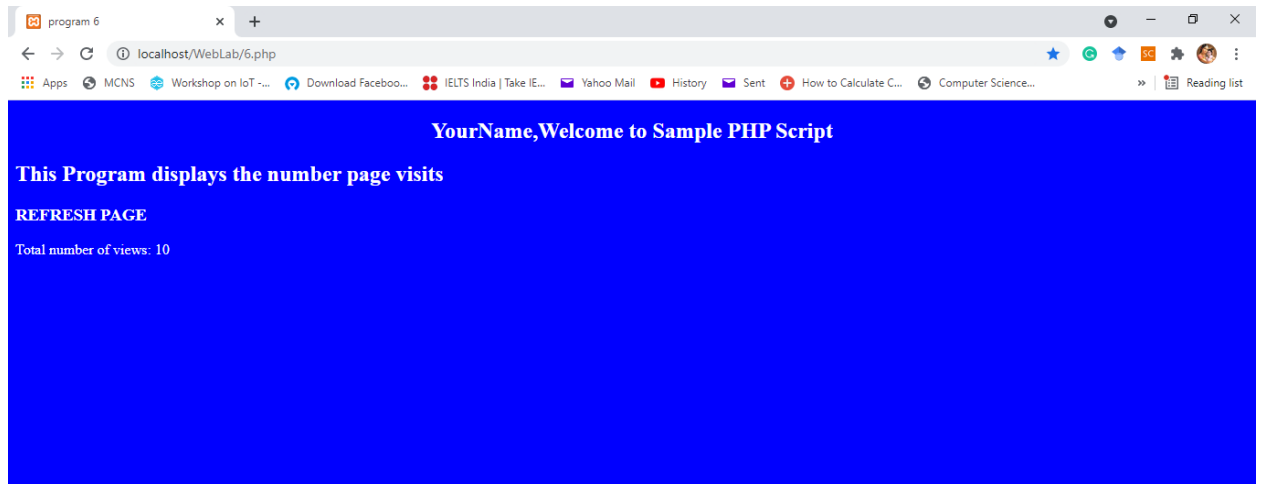 program 6
localhost/WebLab/6.php
SC
Apps MCNS Workshop on IoT -... Download Faceboo... IELTS India | Take IE... Yahoo Mail History Sent How to Calculate C... Computer Science... » Reading list
YourName,Welcome to Sample PHP Script
This Program displays the number page visits
REFRESH PAGE
Total number of views: 10